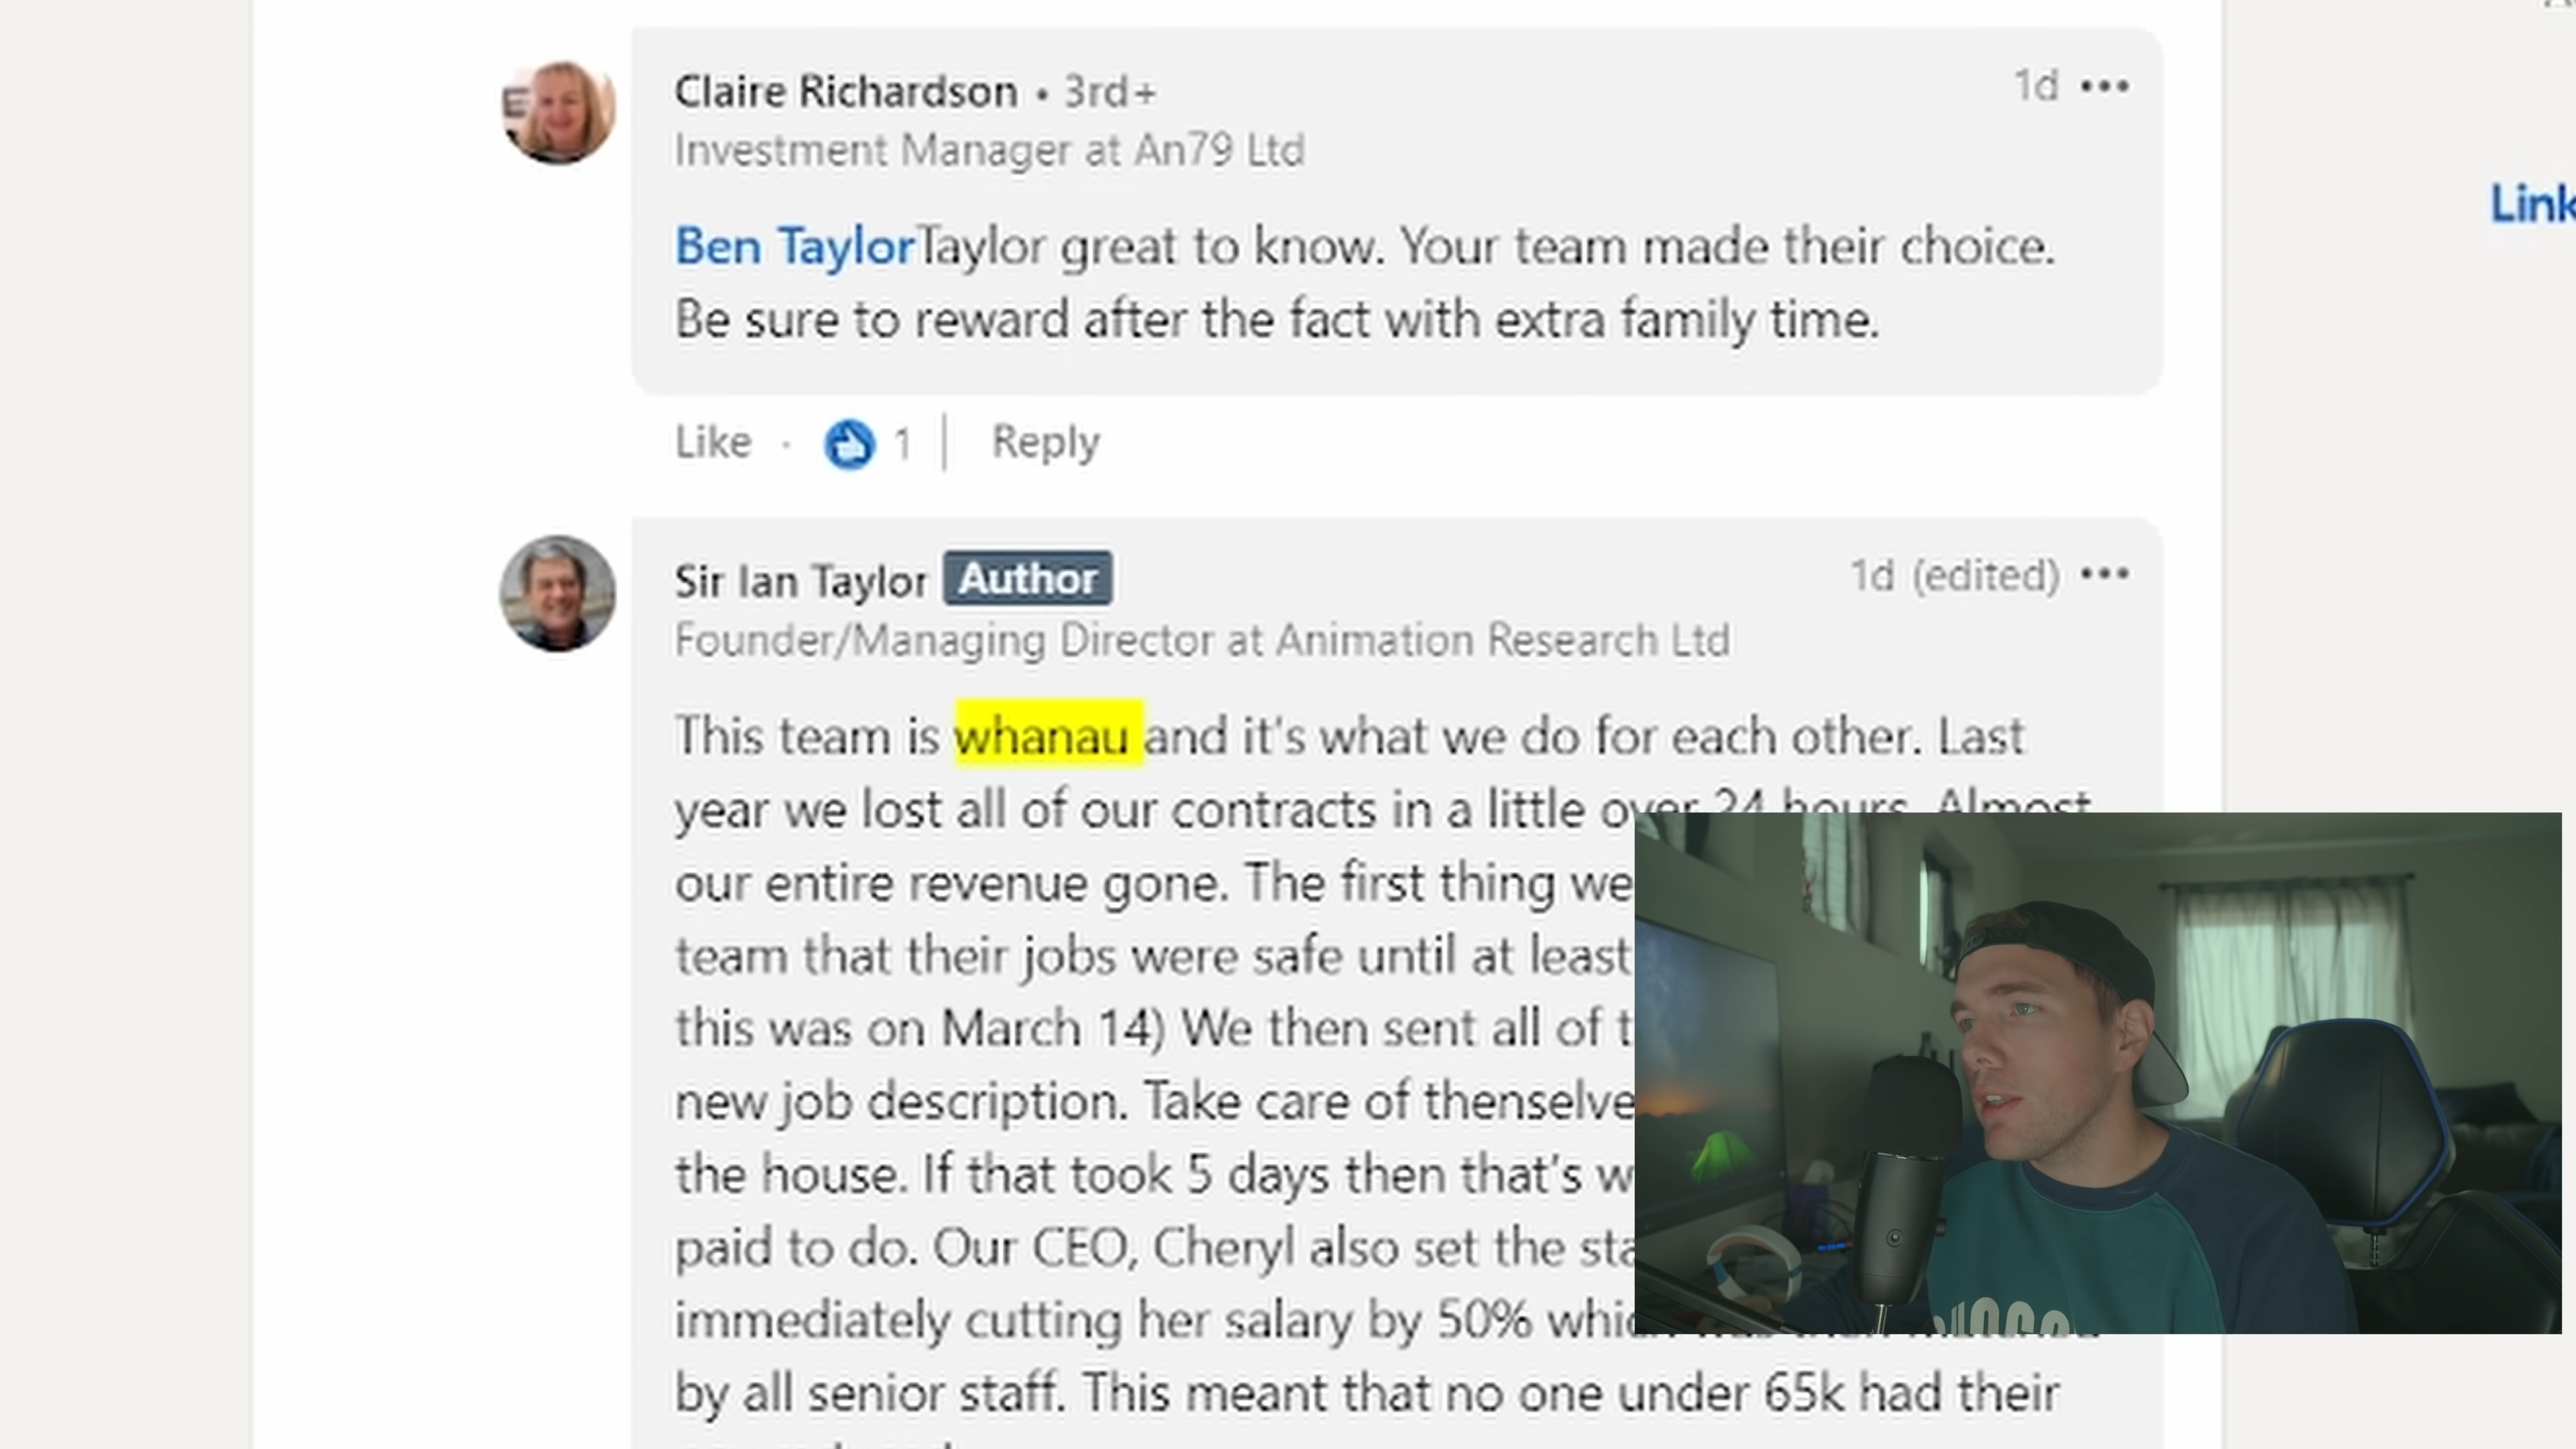 Claire Richardson • 3rd+
1d •••
Investment Manager at An79 Ltd
Ben TaylorTaylor great to know. Your team made their choice.
Be sure to reward after the fact with extra family time.
Like · 1 | Reply
Link
Sir Ian Taylor Author
1d (edited) •••
Founder/Managing Director at Animation Research Ltd
This team is whanau and it's what we do for each other. Last
year we lost all of our contracts in a little over 24 hours. Almost
our entire revenue gone. The first thing we
team that their jobs were safe until at least
this was on March 14) We then sent all of
new job description. Take care of
the house. If that took 5 days then that's
paid to do. Our CEO, Cheryl also set the
immediately cutting her salary by 50%
by all senior staff. This meant that no one under 65k had their